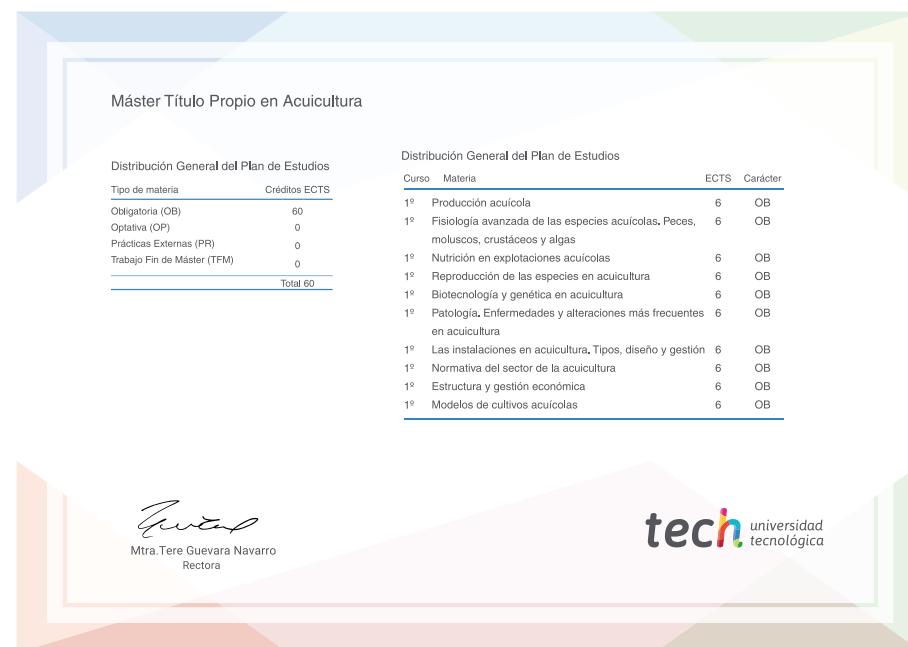 Máster Título Propio en Acuicultura
Distribución General del Plan de Estudios
Tipo de materia Créditos ECTS
Obligatoria (OB) 60
Optativa (OP) 0
Prácticas Externas (PR) 0
Trabajo Fin de Máster (TFM) 0
Total 60
Distribución General del Plan de Estudios
Curso Materia ECTS Carácter
1º Producción acuícola 6 OB
1º Fisiología avanzada de las especies acuícolas. Peces, 6 OB
moluscos, crustáceos y algas
1º Nutrición en explotaciones acuícolas 6 OB
1º Reproducción de las especies en acuicultura 6 OB
1º Biotecnología y genética en acuicultura 6 OB
1º Patología. Enfermedades y alteraciones más frecuentes 6 OB
en acuicultura
1º Las instalaciones en acuicultura. Tipos, diseño y gestión 6 OB
1º Normativa del sector de la acuicultura 6 OB
1º Estructura y gestión económica 6 OB
1º Modelos de cultivos acuícolas 6 OB
Mtra.Tere Guevara Navarro
Rectora
tech universidad
tecnológica